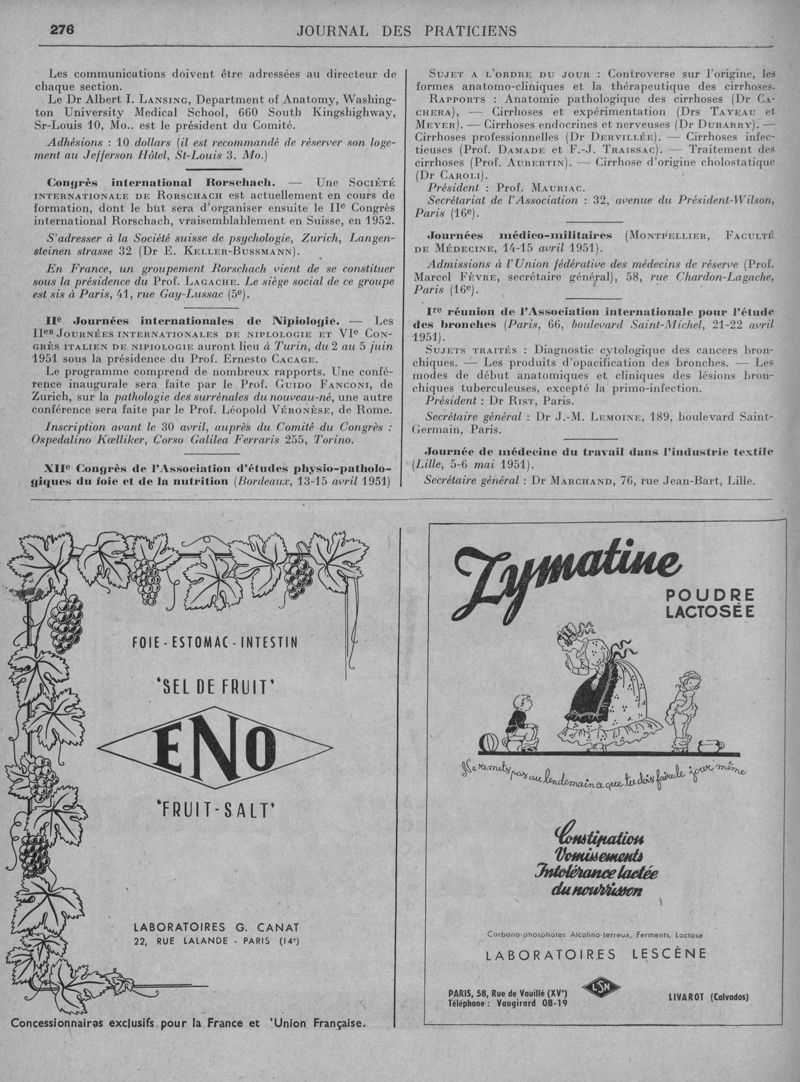 276
JOURNAL DES PRATICIENS
Les communications doivent être adressées au directeur de
chaque section.
Le Dr Albert I. LANSING, Department of Anatomy, Washing-
ton University Medical School, 660 South Kingshighway,
Sr-Louis 10, Mo.. est le président du Comité.
Adhésions : 10 dollars (il est recommandé de réserver son loge-
ment au Jefferson Hôtel, St-Louis 3. Mo.)
Congrès international Rorschach. — Une SOCIÉTÉ
INTERNATIONALE DE RORSCHACH est actuellement en cours de
formation, dont le bût sera d'organiser ensuite le IIe Congrès
international Rorschach, vraisemblablement en Suisse, en 1952.
S'adresser à la Société suisse de psychologie, Zurich, Langen-
steinen strasse 32 (Dr E. KELLER-BUSSMANN).
En France, un groupement Rorschach vient de se constituer
sous la présidence du Prof. LAGACHE. Le siège social de ce groupe
est sis à Paris, 41, rue Gay-Lussac (5e).
IIe Journées internationales de Nipiologie. — Les
IIes JOURNÉES INTERNATIONALES DE NIPLOLOGIE ET VIe CON-
GRÈS ITALIEN DE NIPIOLOGIE auront lieu à Turin, du 2 au 5 juin
1951 sous la présidence du Prof. Ernesto CACAGE.
Le programme comprend de nombreux rapports. Une confé-
rence inaugurale sera faite par le Prof. GUIDO FANCONI, de
Zurich, sur la pathologie des surrénales du nouveau-né, une autre
conférence sera faite par le Prof. Léopold VÉRONÈSE, de Rome.
Inscription avant le 30 avril, auprès du Comité du Congrès :
Ospedalino Kœlliker, Corso Galilea Ferraris 255, Torino.
XIIe Congrès de l'Association d'études physio-patholo-
giques du foie et de la nutrition (Bordeaux, 13-15 avril 1951)
SUJET A L'ORDRE DU JOUR : Controverse sur l'origine, les
formes anatomo-cliniques et la thérapeutique des cirrhoses.
RAPPORTS : Anatomie pathologique des cirrhoses (Dr CA-
CHERA), — Cirrhoses et expérimentation (Drs TAYEAU et
MEYER). — Cirrhoses endocrines et nerveuses (Dr DUBARRY). —
Cirrhoses professionnelles (Dr DERVILLÉE). — Cirrhoses infec-
tieuses (Prof. DAMADE et F.-J. TRAISSAC). — Traitement des
cirrhoses (Prof. AUBERTIN). — Cirrhose d'origine cholostatique
(Dr CAROLI).
Président : Prof. MAURIAC.
Secrétariat de l'Association : 32, avenue du Président-Wilson,
Paris (16e).
Journées médico-militaires (MONTPELLIER, FACULTÉ
DE MÉDECINE, 14-15 avril 1951).
Admissions à l'Union fédérative des médecins de réserve (Prof.
Marcel FÈVRE, secrétaire général), 58, rue Chardon-Lagache,
Paris (16e).
Ire réunion de l'Association internationale pour l'étude
des bronches (Paris, 66, boulevard Saint-Michel, 21-22 avril
1951).
SUJETS TRAITÉS : Diagnostic cytologique des cancers bron-
chiques. — Les produits d'opacification des bronches. — Les
modes de début anatomiques et cliniques des lésions bron-
chiques tuberculeuses, excepté la primo-infection.
Président : Dr RIST, Paris.
Secrétaire général : Dr J.-M. LEMOINE, 189, boulevard Saint-
Germain, Paris.
Journée de médecine du travail dans l'industrie textile
(Lille, 5-6 mai 1951).
Secrétaire général : Dr MARCHAND, 76, rue Jean-Bart, Lille.
FOIE - ESTOMAC - INTESTIN
'SEL DE FRUIT'
ENO
'FRUIT-SALT'
LABORATOIRES G. CANAT
22, RUE LALANDE - PARIS (14e)
Concessionnaires exclusifs pour la France et 'Union Française.
Zymatine
POUDRE
LACTOSÉE
Ne remets pas au lendemain ce que tu dois faire le jour même
Constipation
Vomissements
Intolérance lactée
du nourrisson
Carbono-phosphates Alcalino-terreux, Ferments, Lactose
LABORATOIRES LESCÈNE
PARIS, 58, Rue de Vouillé (XVe)
Téléphone : Vaugirard 08-19
LSN
LIVAROT (Calvados)